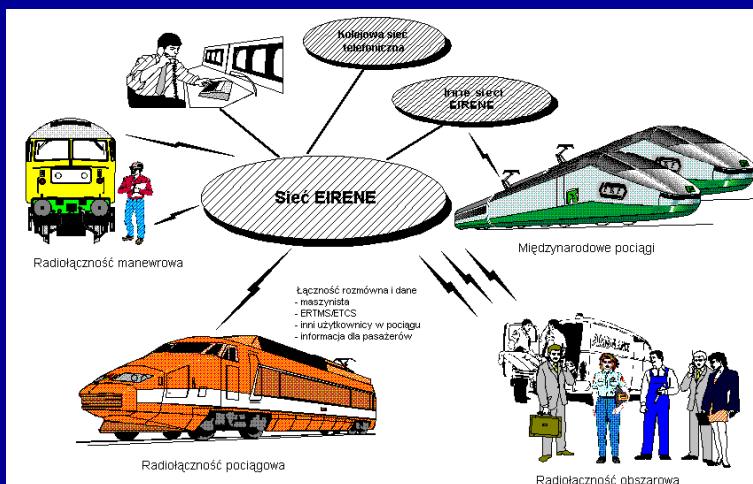 Kolejowa sieć
telefoniczna
Inne sieci
EIRENE
Sieć EIRENE
Radiołączność manewrowa
Międzynarodowe pociągi
Łączność rozmówna i dane
- maszynista
- ERTMS/ETCS
- inni użytkownicy w pociągu
- informacja dla pasażerów
Radiołączność pociągowa
Radiołączność obszarowa